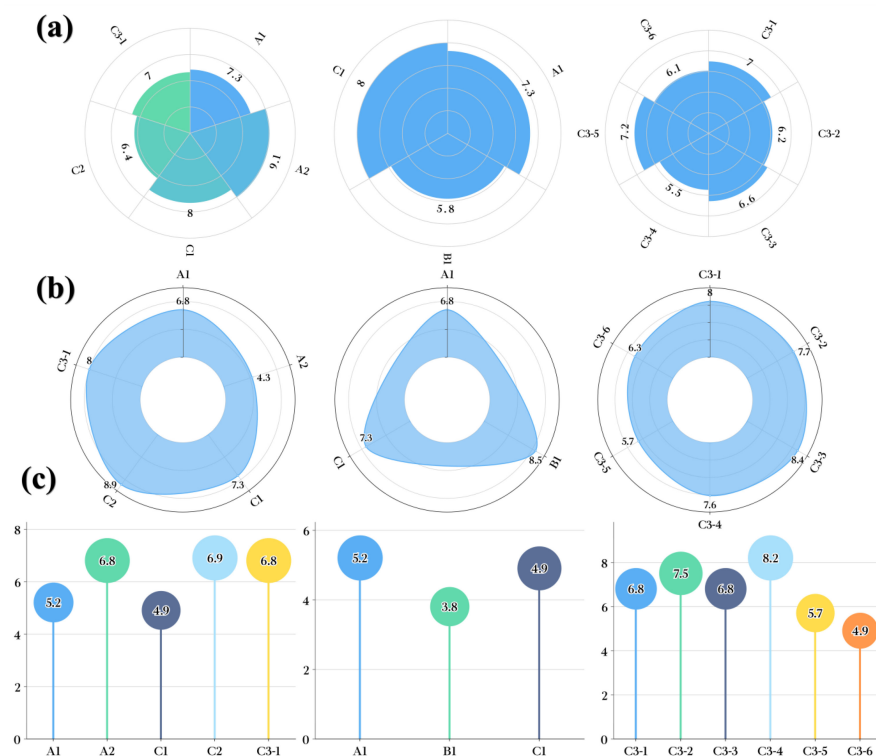 (a)
C3-1
A1
7
7.3
C2
6.4
9.1
A2
8
C1
C1
A1
8
7.3
5.8
B1
C3-6
C3-1
6.1
7
C3-5
7.2
6.2
C3-2
5.5
6.6
C3-4
C3-3
(b)
A1
6.8
C3-1
8
4.3
A2
8.9
7.3
C2
C1
A1
6.8
7.3
8.5
C1
B1
C3-1
8
C3-6
6.3
7.7
C3-2
5.7
8.4
C3-5
C3-3
7.6
C3-4
(c)
8
6
4
2
0
5.2
6.8
4.9
6.9
6.8
A1
A2
C1
C2
C3-1
6
4
2
0
5.2
3.8
4.9
A1
B1
C1
8
6
4
2
0
6.8
7.5
6.8
8.2
5.7
4.9
C3-1
C3-2
C3-3
C3-4
C3-5
C3-6